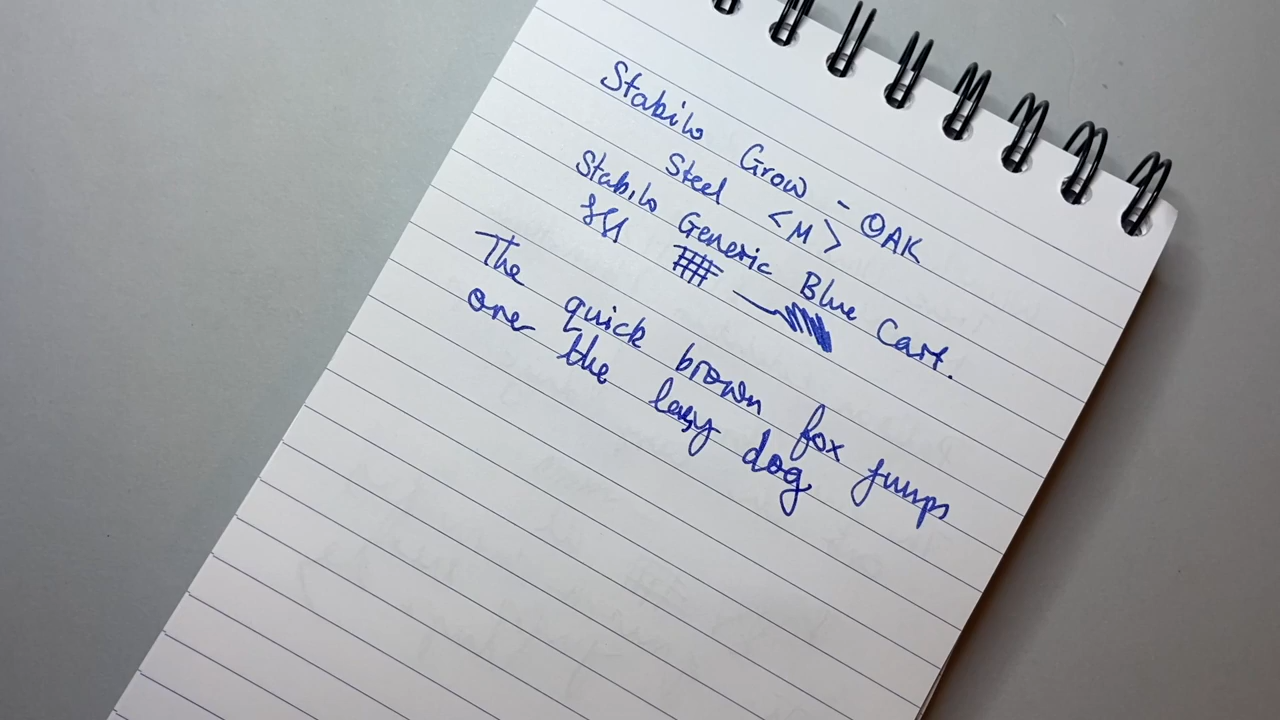 Stabilo Grow - OAK
Steel <M>
Stabilo Generic Blue Cart.
The quick brown fox jumps
over the lazy dog